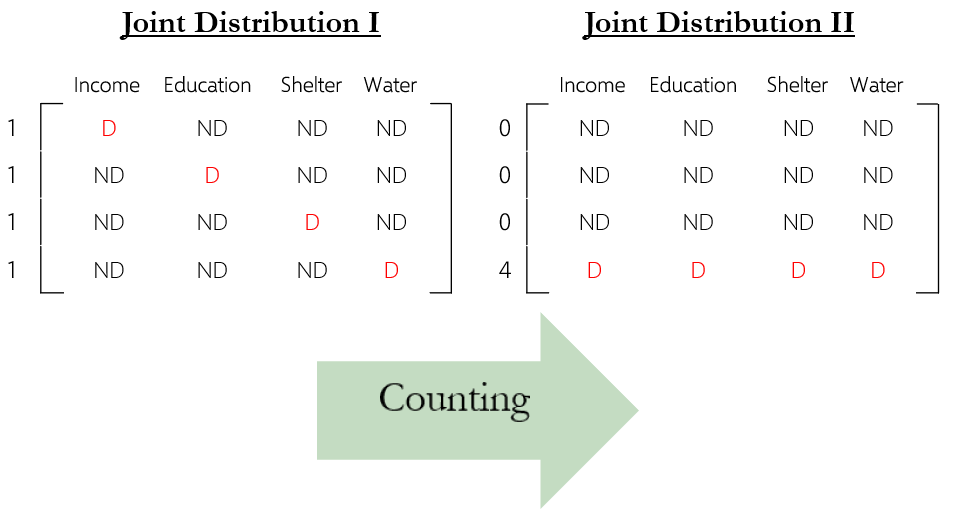 Joint Distribution I
Income Education Shelter Water
1 D ND ND ND
1 ND D ND ND
1 ND ND D ND
1 ND ND ND D
Joint Distribution II
Income Education Shelter Water
0 ND ND ND ND
0 ND ND ND ND
0 ND ND ND ND
4 D D D D
Counting